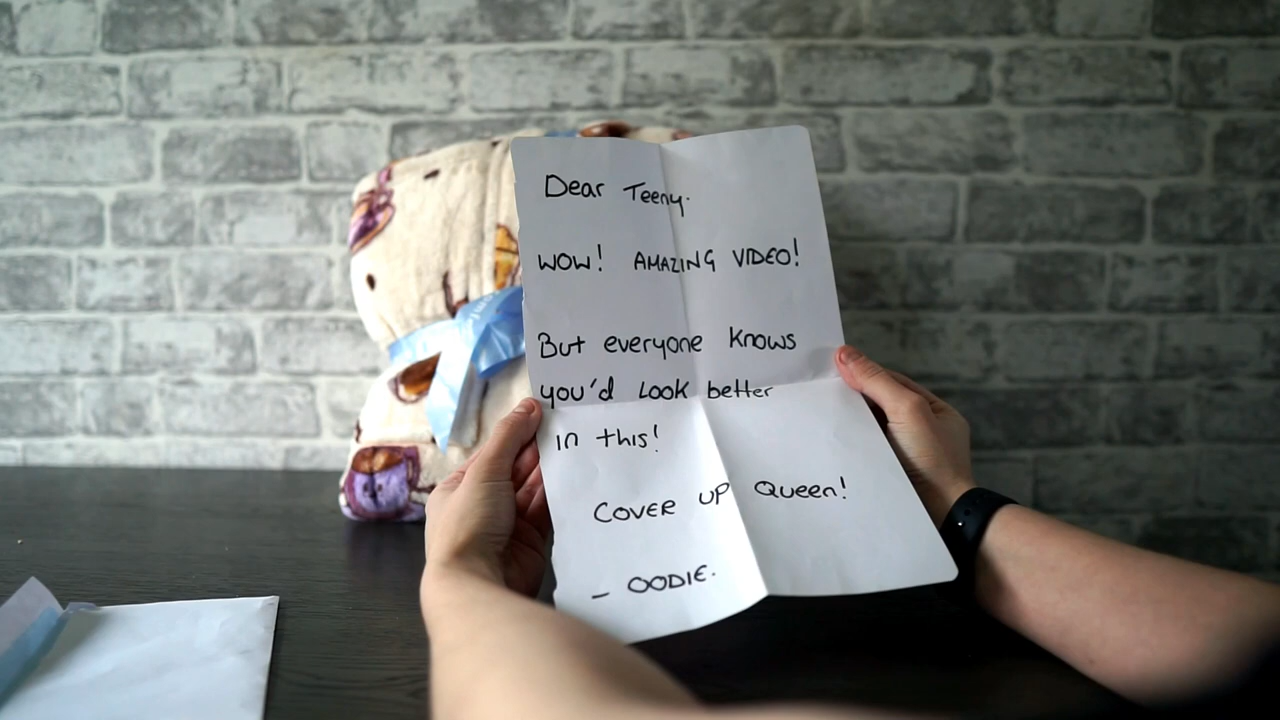 Dear Teeny.
WOW! AMAZING VIDEO!
But everyone knows
you'd Look better
in this!
COVER UP Queen!
_ OODIE.